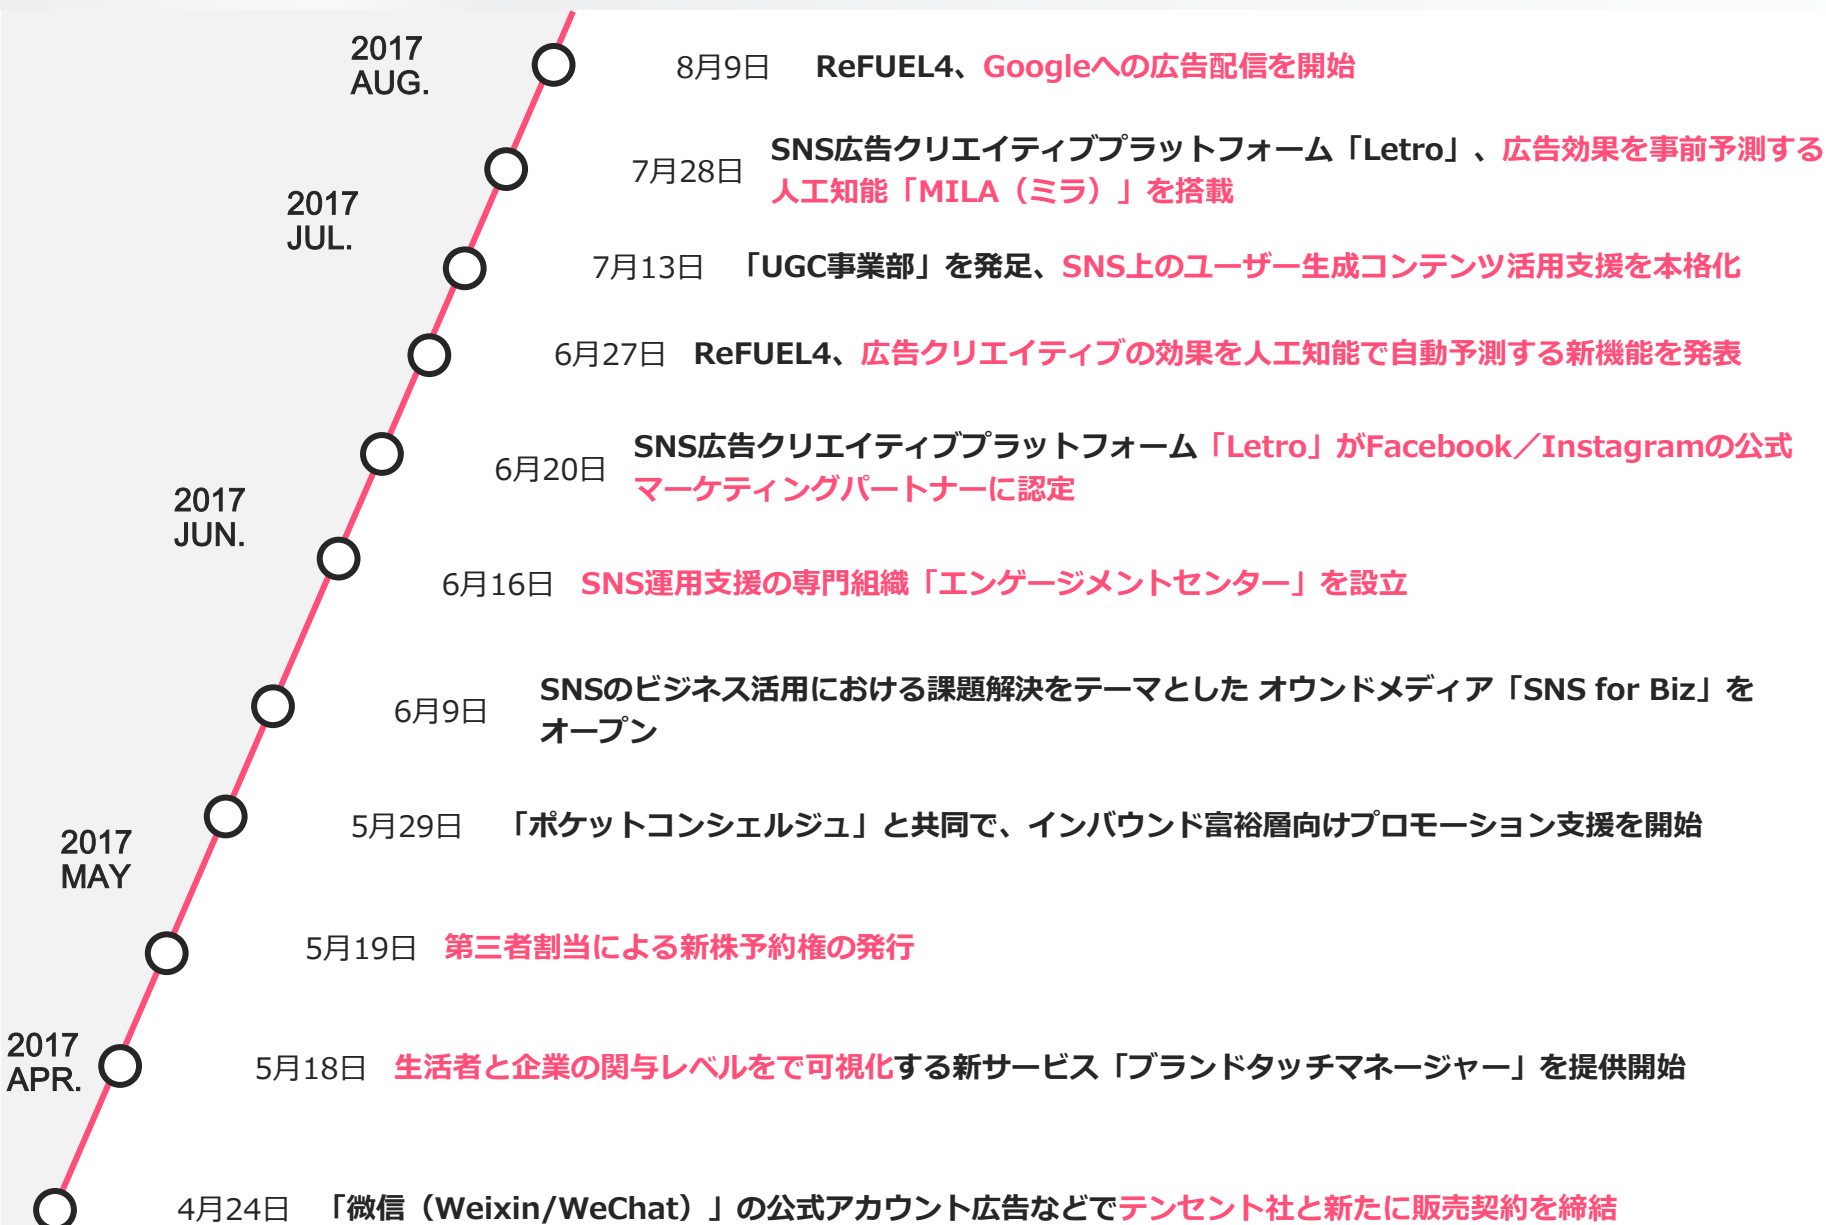 2017
AUG.
8月9日 ReFUEL4、Googleへの広告配信を開始
7月28日
SNS広告クリエイティブプラットフォーム「Letro」、広告効果を事前予測する
人工知能「MILA（ミラ）」を搭載
2017
JUL.
7月13日 「UGC事業部」を発足、SNS上のユーザー生成コンテンツ活用支援を本格化
6月27日 ReFUEL4、広告クリエイティブの効果を人工知能で自動予測する新機能を発表
6月20日
SNS広告クリエイティブプラットフォーム「Letro」がFacebook／Instagramの公式
マーケティングパートナーに認定
2017
JUN.
6月16日 SNS運用支援の専門組織「エンゲージメントセンター」を設立
6月9日
SNSのビジネス活用における課題解決をテーマとした オウンドメディア「SNS for Biz」を
オープン
5月29日 「ポケットコンシェルジュ」と共同で、インバウンド富裕層向けプロモーション支援を開始
2017
MAY
5月19日 第三者割当による新株予約権の発行
2017
APR.
5月18日 生活者と企業の関与レベルをで可視化する新サービス「ブランドタッチマネージャー」を提供開始
4月24日 「微信（Weixin/WeChat）」の公式アカウント広告などでテンセント社と新たに販売契約を締結